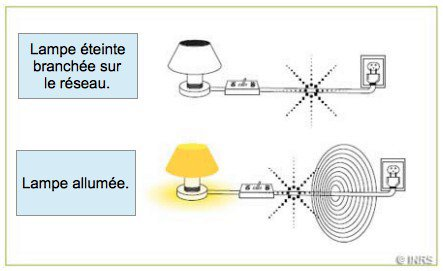 Lampe éteinte
branchée sur
le réseau.
Lampe allumée.
© INRS